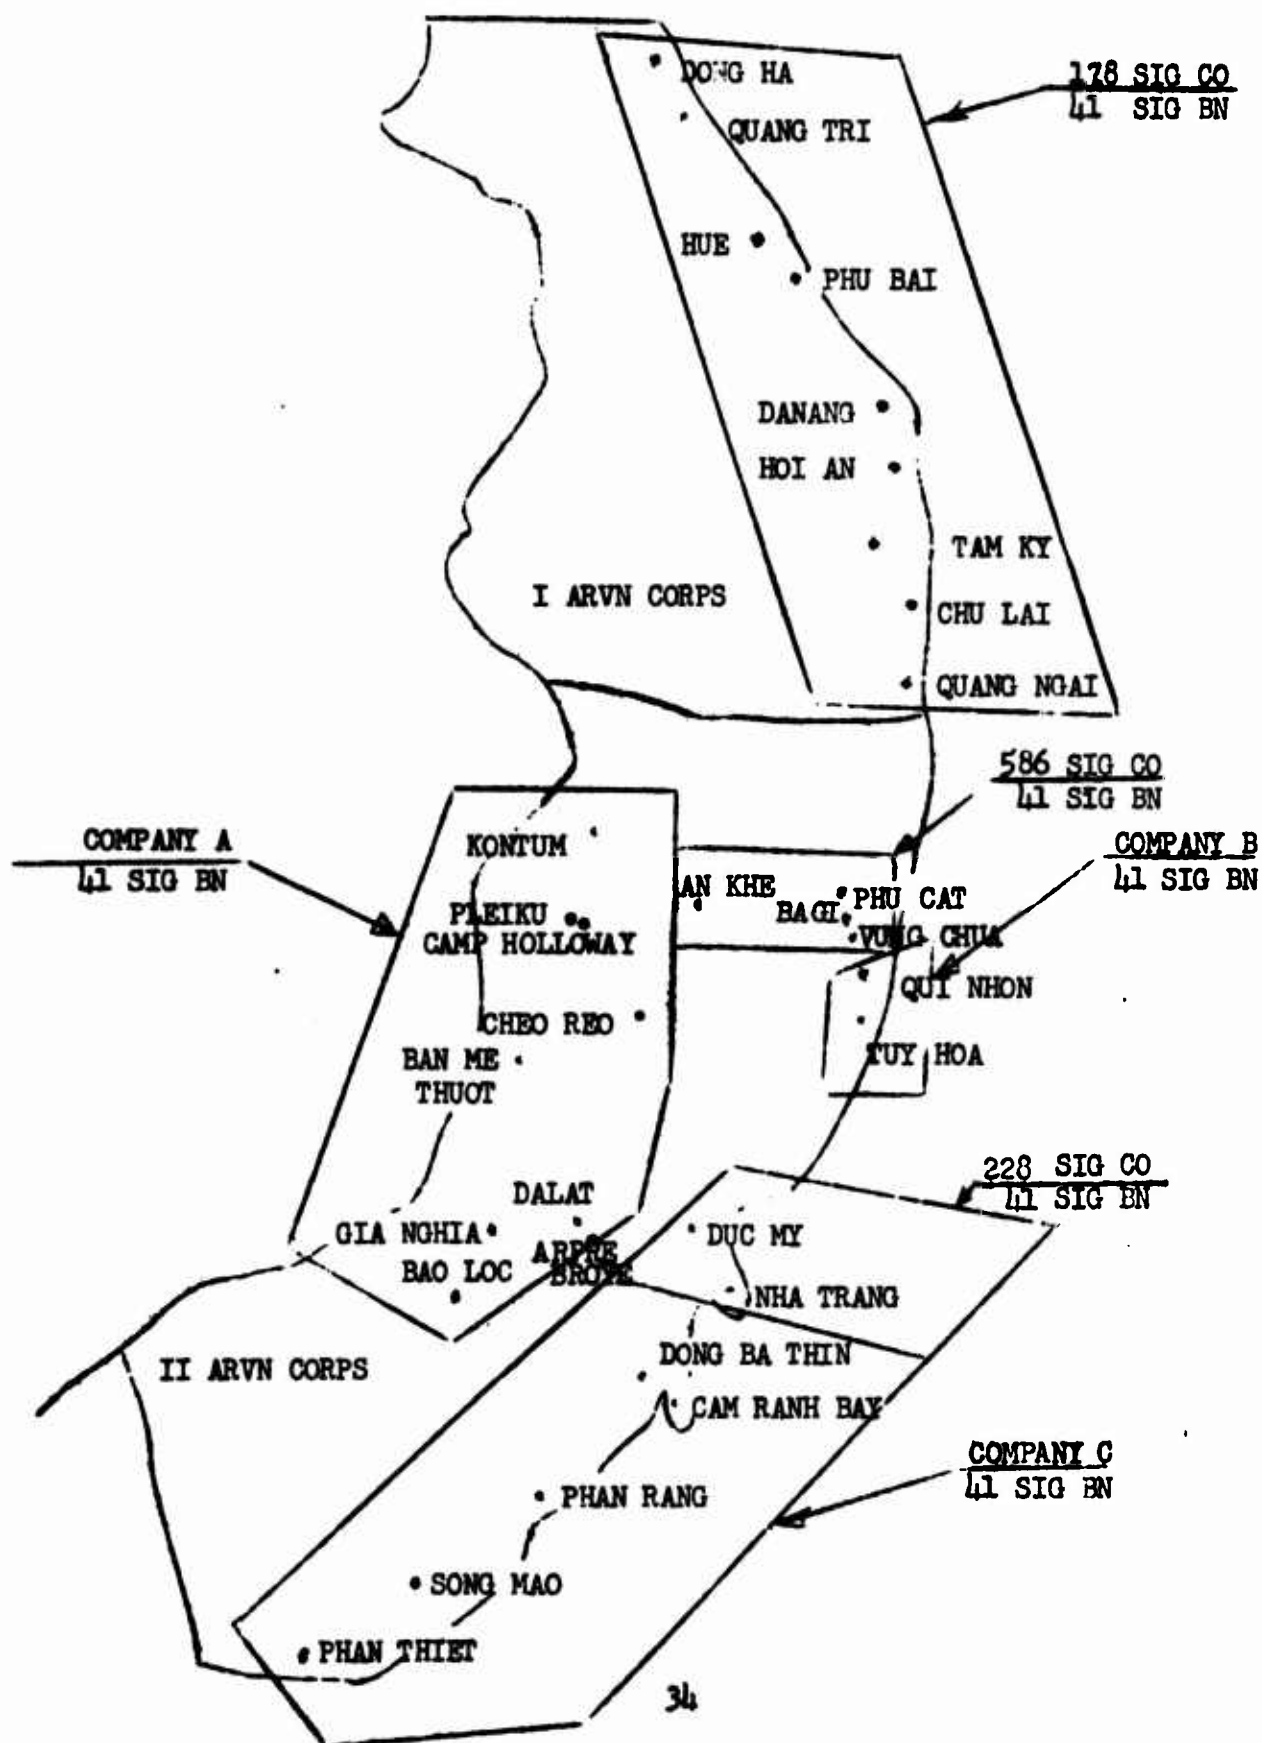 DONG HA
178 SIG CO
41 SIG BN
QUANG TRI
HUE
PHU BAI
DANANG
HOI AN
TAM KY
I ARVN CORPS
CHU LAI
QUANG NGAI
586 SIG CO
41 SIG BN
COMPANY A
41 SIG BN
KONTUM
COMPANY B
41 SIG BN
AN KHE
PHU CAT
BAGI
PLEIKU
CAMP HOLLOWAY
VUNG CHUA
QUI NHON
CHEO REO
BAN ME
THUOT
TUY HOA
228 SIG CO
41 SIG BN
DALAT
GIA NGHIA
DUC MY
ARPRE
BROYE
BAO LOC
NHA TRANG
DONG BA THIN
II ARVN CORPS
CAM RANH BAY
COMPANY C
41 SIG BN
PHAN RANG
SONG MAO
PHAN THIET
34